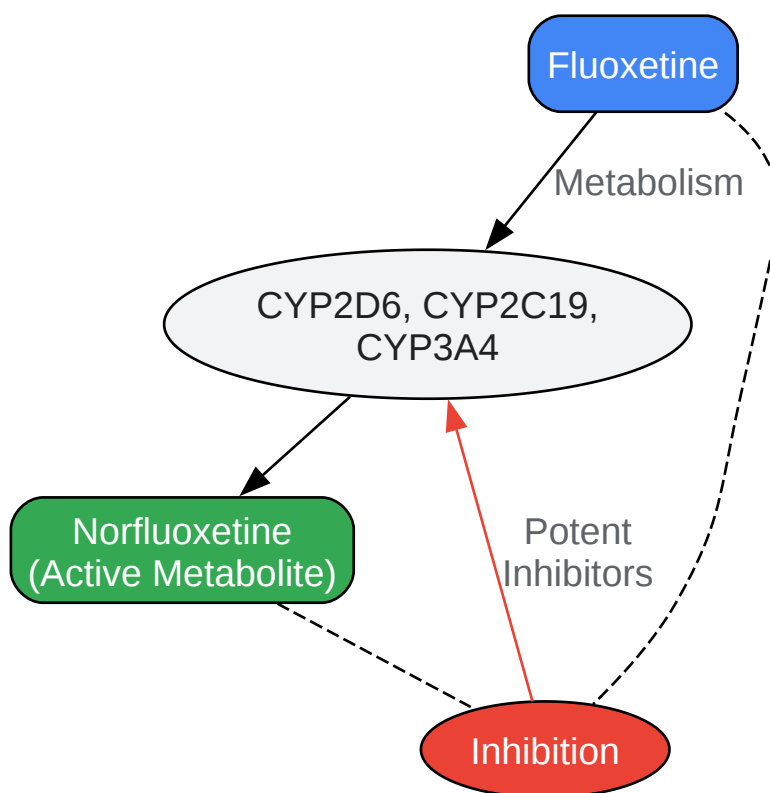 Fluoxetine
Metabolism
CYP2D6, CYP2C19,
CYP3A4
Norfluoxetine
(Active Metabolite)
Potent
Inhibitors
Inhibition